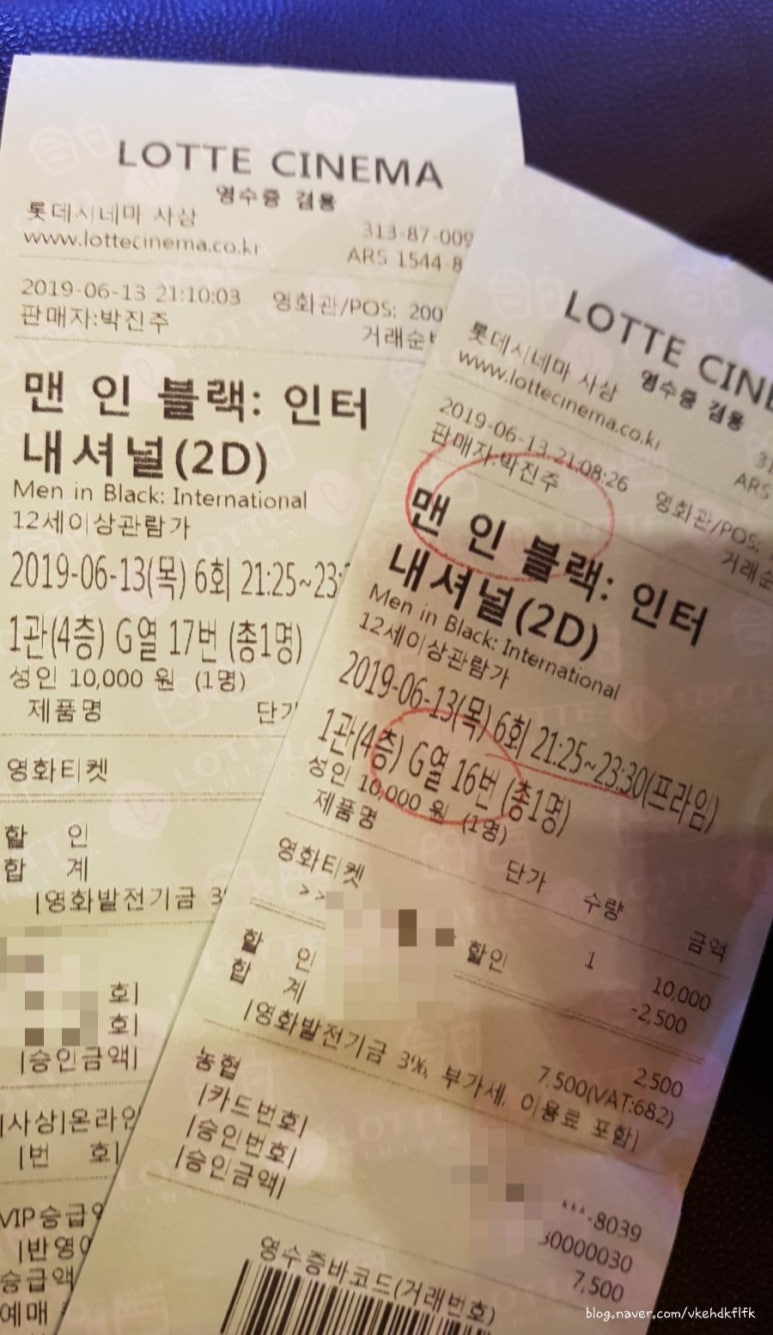 LOTTE CINEMA
영수증 겸용
롯데시네마 사상 313-87-009
www.lottecinema.co.kr ARS 1544-8
2019-06-13 21:10:03 영화관/POS: 200
판매자:박진주 거래순
맨 인 블랙: 인터
내셔널(2D)
Men in Black: International
12세이상관람가
2019-06-13(목) 6회 21:25~23:
1관(4층) G열 17번 (총1명)
성인 10,000 원 (1명)
제품명 단가
영화티켓
할 인
합 계
|영화발전기금 3%
호|
호|
|승인금액|
|사상|온라인
|번 호|
VIP승급
|반영
승급액
예매
LOTTE CINE
영수증 겸용
롯데시네마 사상 31
www.lottecinema.co.kr ARS
2019-06-13 21:08:26 영화관/POS:
판매자:박진주 거래순
맨 인 블랙: 인터
내셔널(2D)
Men in Black: International
12세이상관람가
2019-06-13(목) 6회 21:25~23:30(프라임)
1관(4층) G열 16번 (총1명)
성인 10,000 원 (1명)
제품명 단가 수량 금액
영화티켓 1 10,000
>> 할인 -2,500
할 인 2,500
합 계 7,500(VAT:682)
|영화발전기금 3%, 부가세, 이용료 포함|
농협
|카드번호| ***-8039
|승인번호| 30000030
|승인금액| 7,500
영수증바코드(거래번호)
blog.naver.com/vkehdkflfk